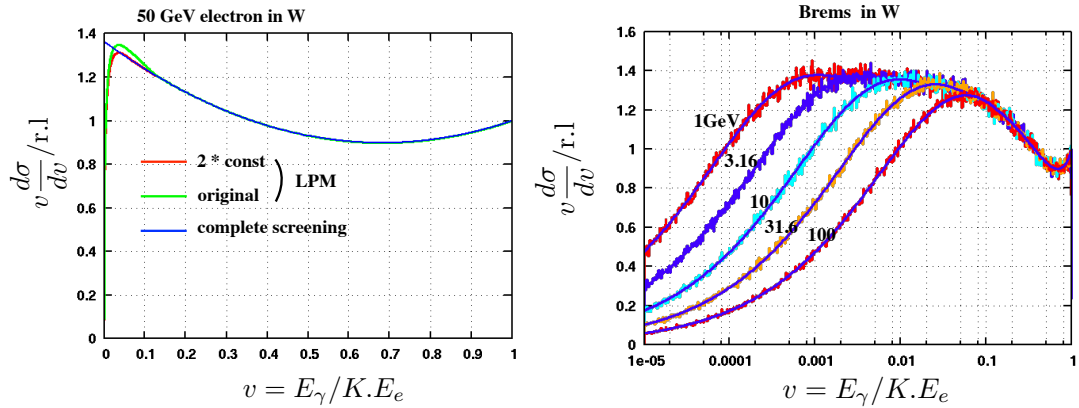 50 GeV electron in W
1.4
1.2
1
0.8
0.6
0.4
0.2
0
v dσ/dv /r.l
2 * const
original
LPM
complete screening
0 0.1 0.2 0.3 0.4 0.5 0.6 0.7 0.8 0.9 1
v = E_γ/K.E_e
Brems in W
1.6
1.4
1.2
1
0.8
0.6
0.4
0.2
0
v dσ/dv /r.l
1GeV
3.16
10
31.6
100
1e-05 0.0001 0.001 0.01 0.1 1
v = E_γ/K.E_e